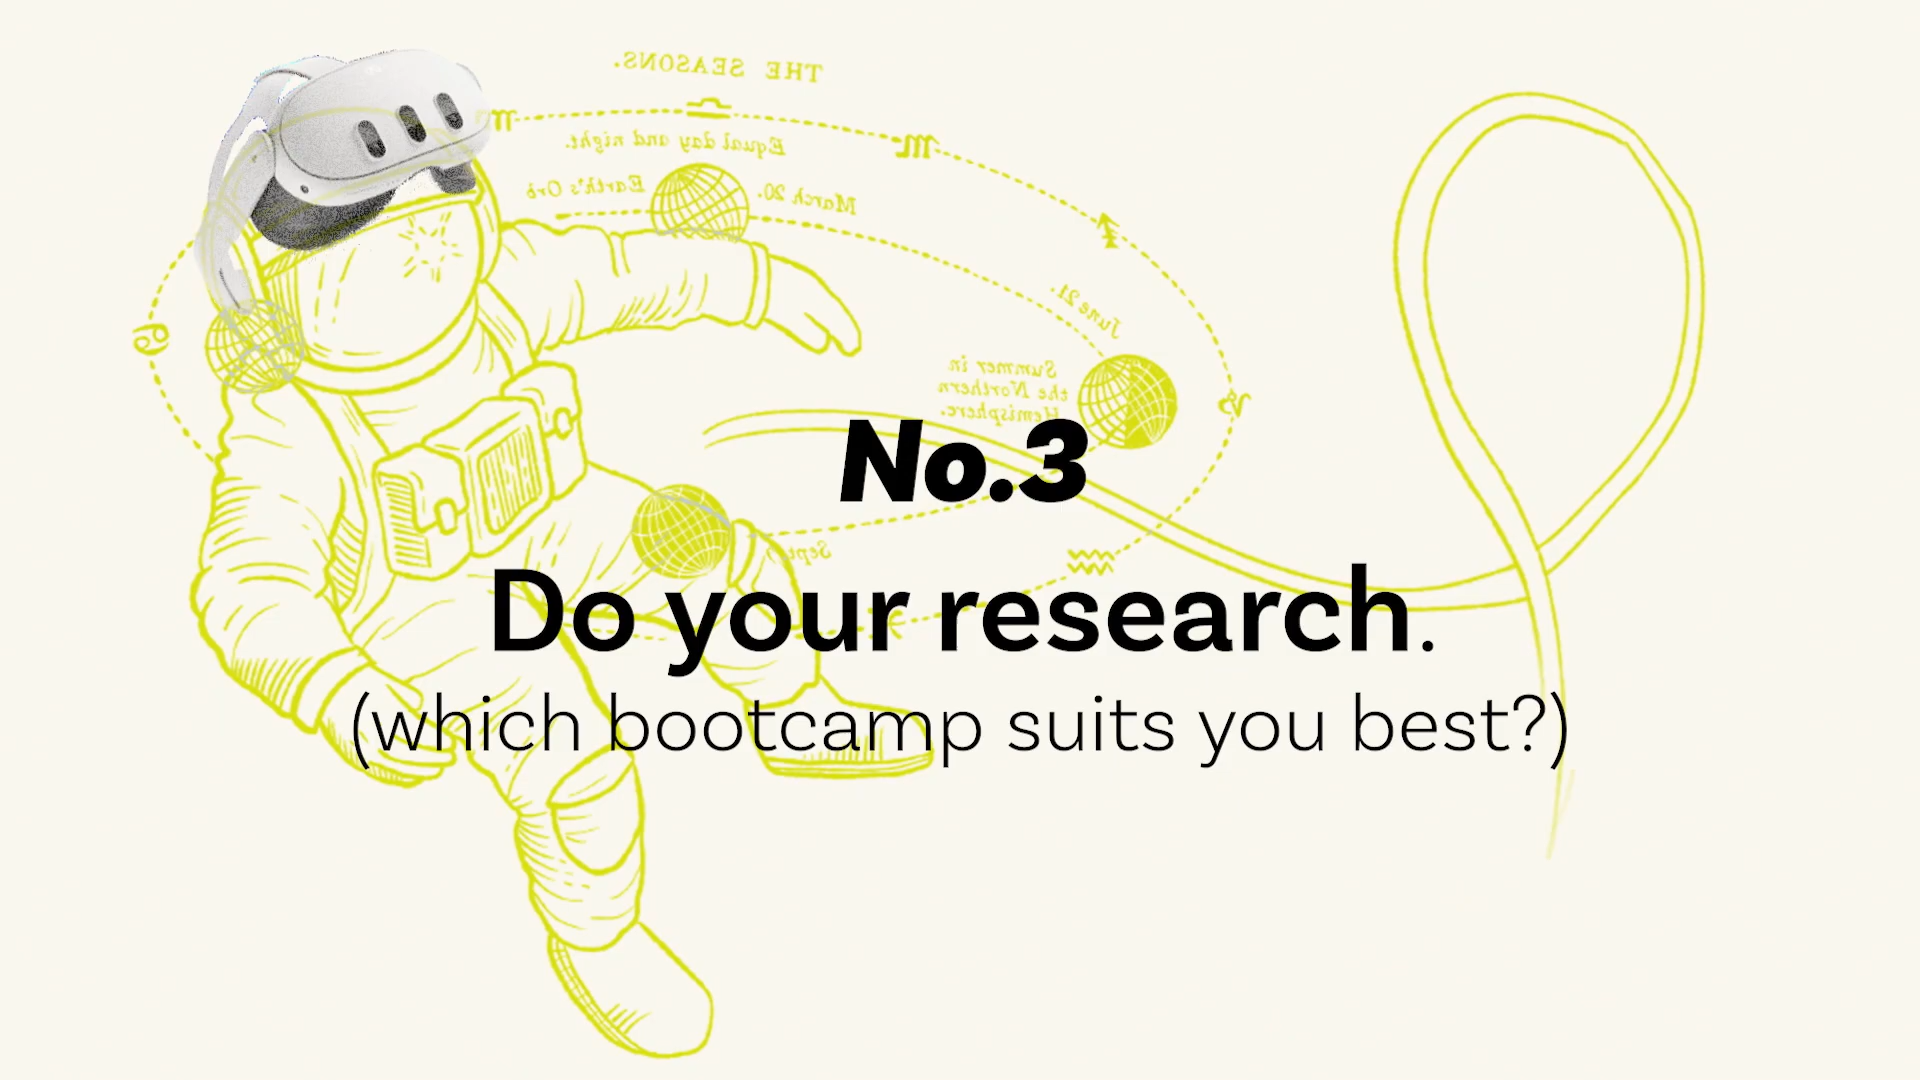 THE SEASONS.
Equal day and night.
Earth's Orb
March 20.
June 21.
Summer in
the Northern
Hemisphere.
No.3
Sept
Do your research.
(which bootcamp suits you best?)